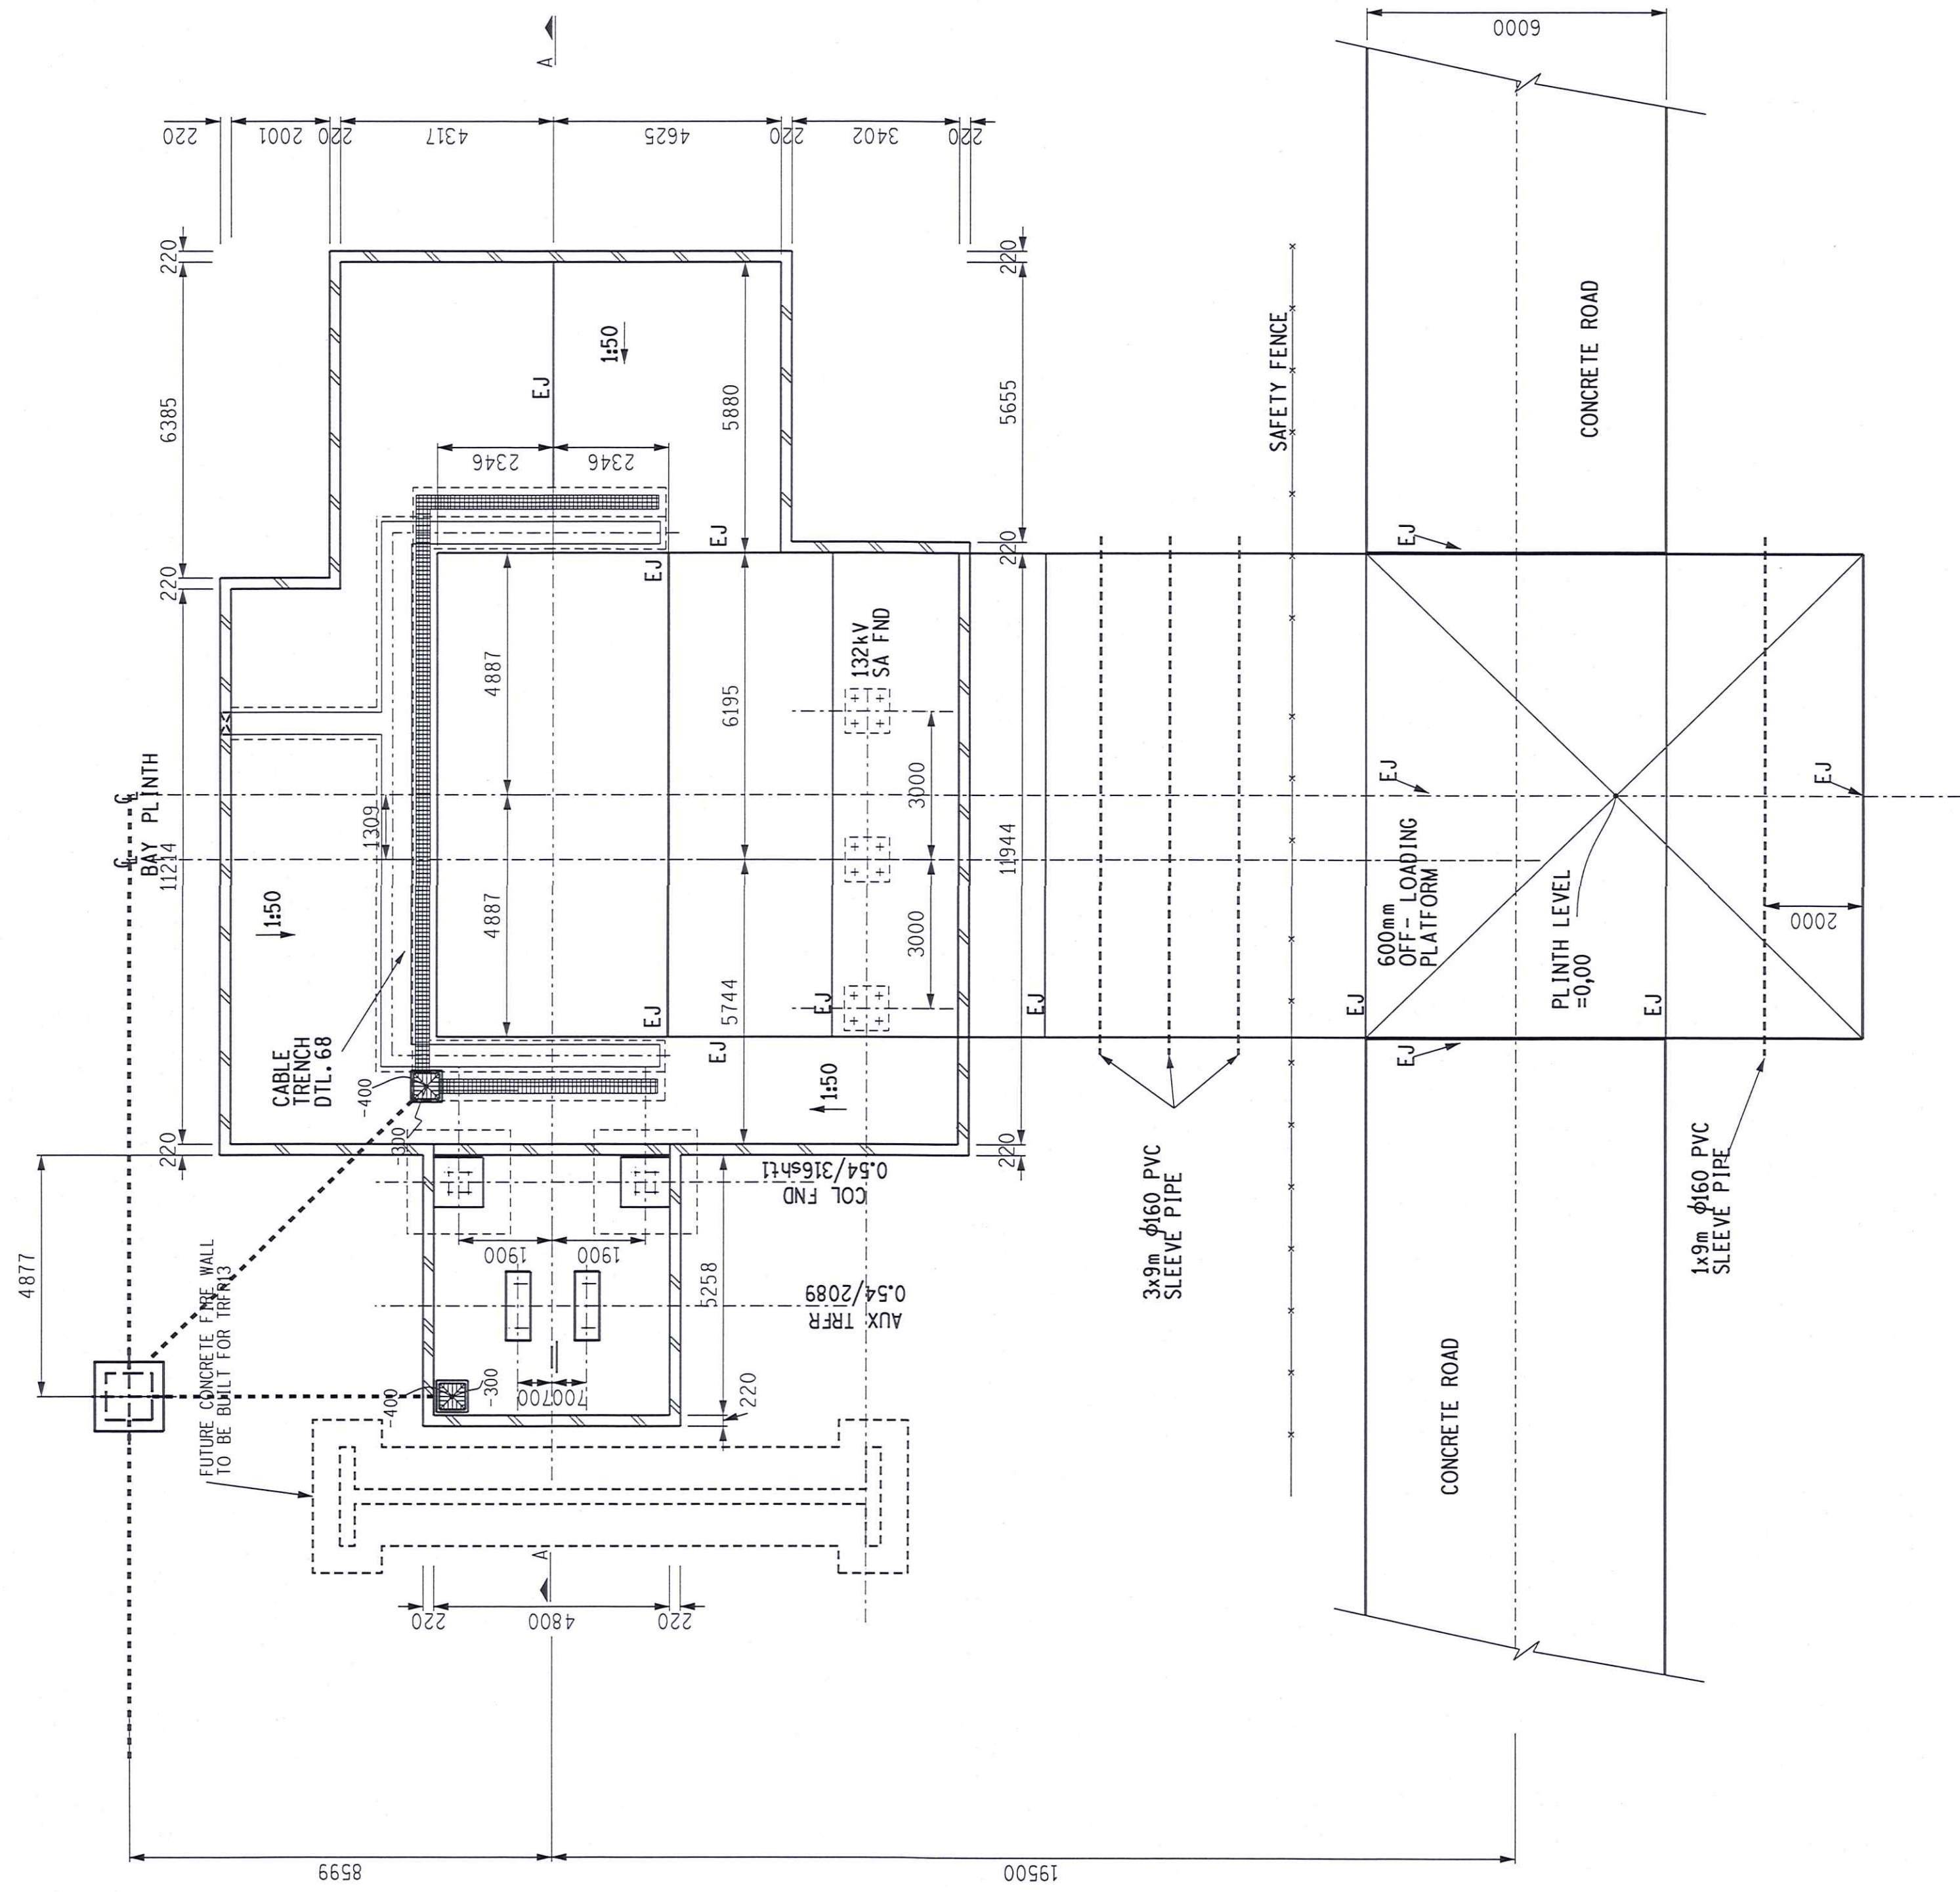 6000
A
220
2001
220
4317
4625
220
3402
220
220
6385
220
5655
220
1:50
EJ
5880
2346
2346
EJ
EJ
SAFETY FENCE
CONCRETE ROAD
EJ
220
4887
6195
132kV
SA FND
3000
1309
℄
℄
BAY PLINTH
11214
11944
4887
5744
3000
1:50
EJ
EJ
EJ
EJ
EJ
EJ
600mm
OFF- LOADING
PLATFORM
PLINTH LEVEL
=0,00
2000
EJ
EJ
EJ
CABLE
TRENCH
DTL.68
-400
-300
1:50
220
220
COL FND
0.54/316sht1
1900
1900
5258
AUX TRFR
0.54/2089
3x9m ϕ160 PVC
SLEEVE PIPE
1x9m ϕ160 PVC
SLEEVE PIPE
4877
FUTURE CONCRETE FIRE WALL
TO BE BUILT FOR TRFR13
-400
-300
700
700
220
CONCRETE ROAD
A
220
4800
220
8599
19500